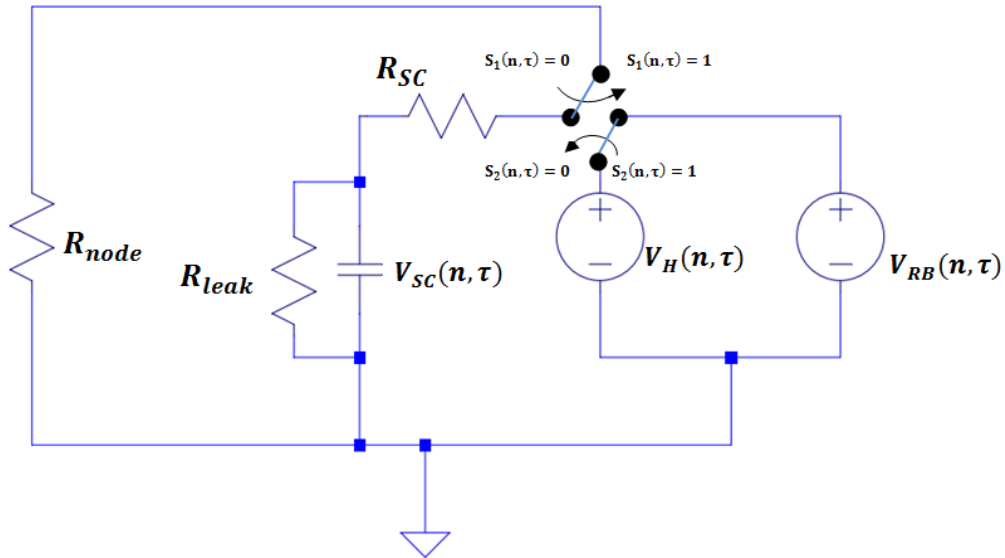 S₁(n,τ)=0
S₁(n,τ)=1
R_SC
S₂(n,τ)=0
S₂(n,τ)=1
R_node
R_leak
V_SC(n,τ)
V_H(n,τ)
V_RB(n,τ)